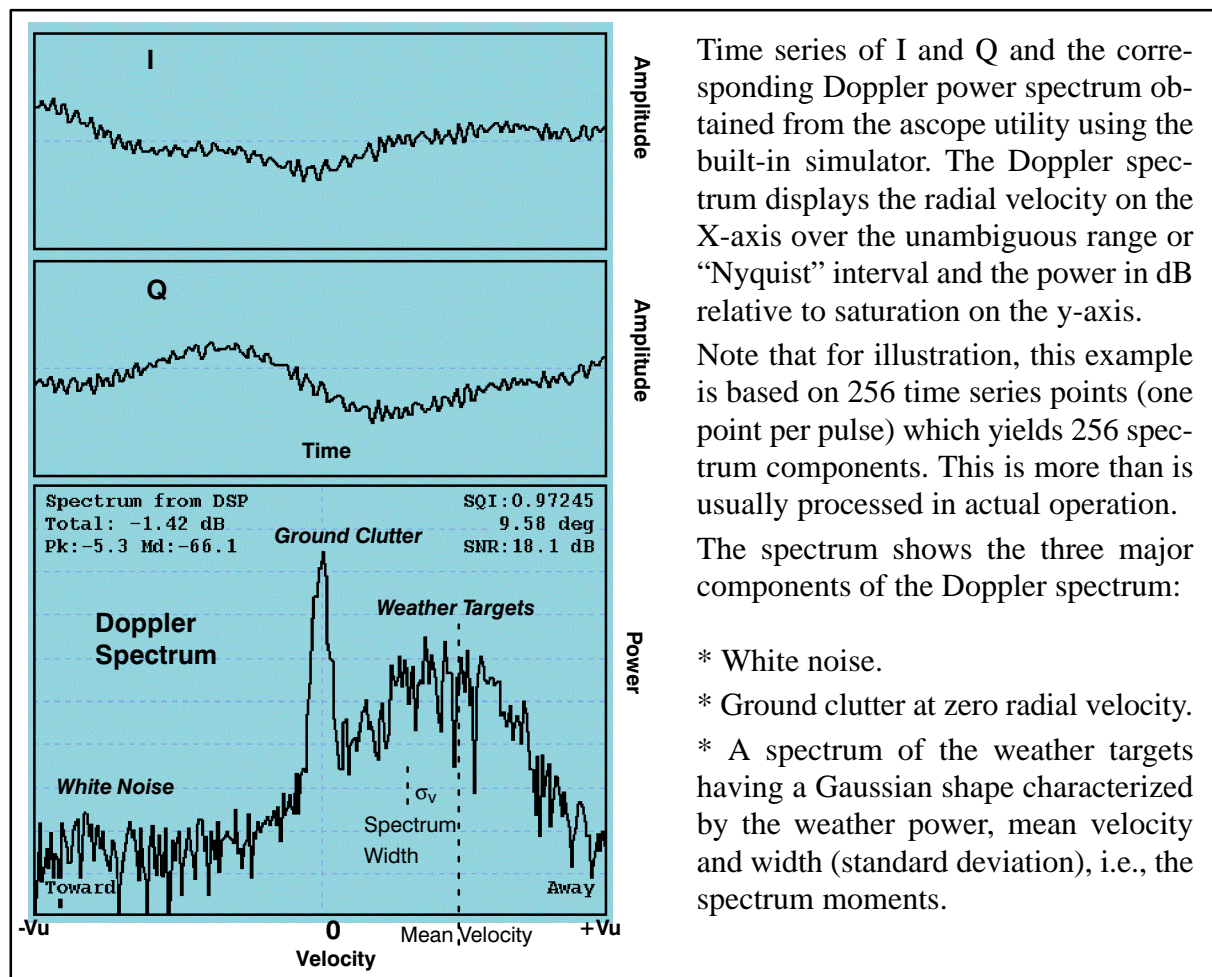 I
Amplitude
Q
Amplitude
Time
Spectrum from DSP
SQI:0.97245
Total: -1.42 dB
9.58 deg
Pk:-5.3 Md:-66.1
SNR:18.1 dB
Ground Clutter
Weather Targets
Doppler
Spectrum
Power
White Noise
σv
Spectrum
Width
Toward
Away
-Vu
0
+Vu
Mean Velocity
Velocity
Time series of I and Q and the corre-
sponding Doppler power spectrum ob-
tained from the ascope utility using the
built-in simulator. The Doppler spec-
trum displays the radial velocity on the
X-axis over the unambiguous range or
“Nyquist” interval and the power in dB
relative to saturation on the y-axis.
Note that for illustration, this example
is based on 256 time series points (one
point per pulse) which yields 256 spec-
trum components. This is more than is
usually processed in actual operation.
The spectrum shows the three major
components of the Doppler spectrum:
* White noise.
* Ground clutter at zero radial velocity.
* A spectrum of the weather targets
having a Gaussian shape characterized
by the weather power, mean velocity
and width (standard deviation), i.e., the
spectrum moments.